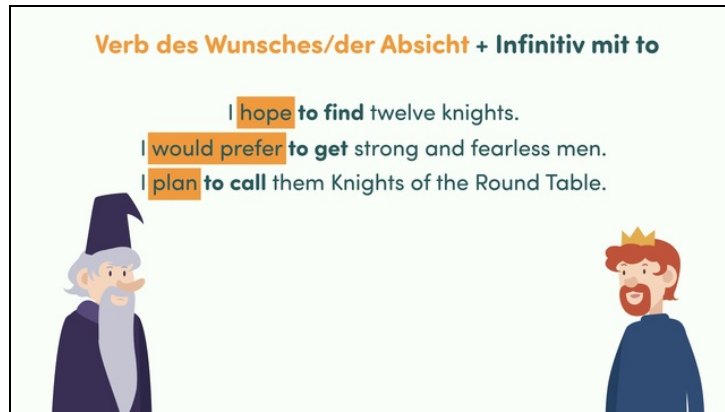 Verb des Wunsches/der Absicht + Infinitiv mit to
I hope to find twelve knights.
I would prefer to get strong and fearless men.
I plan to call them Knights of the Round Table.